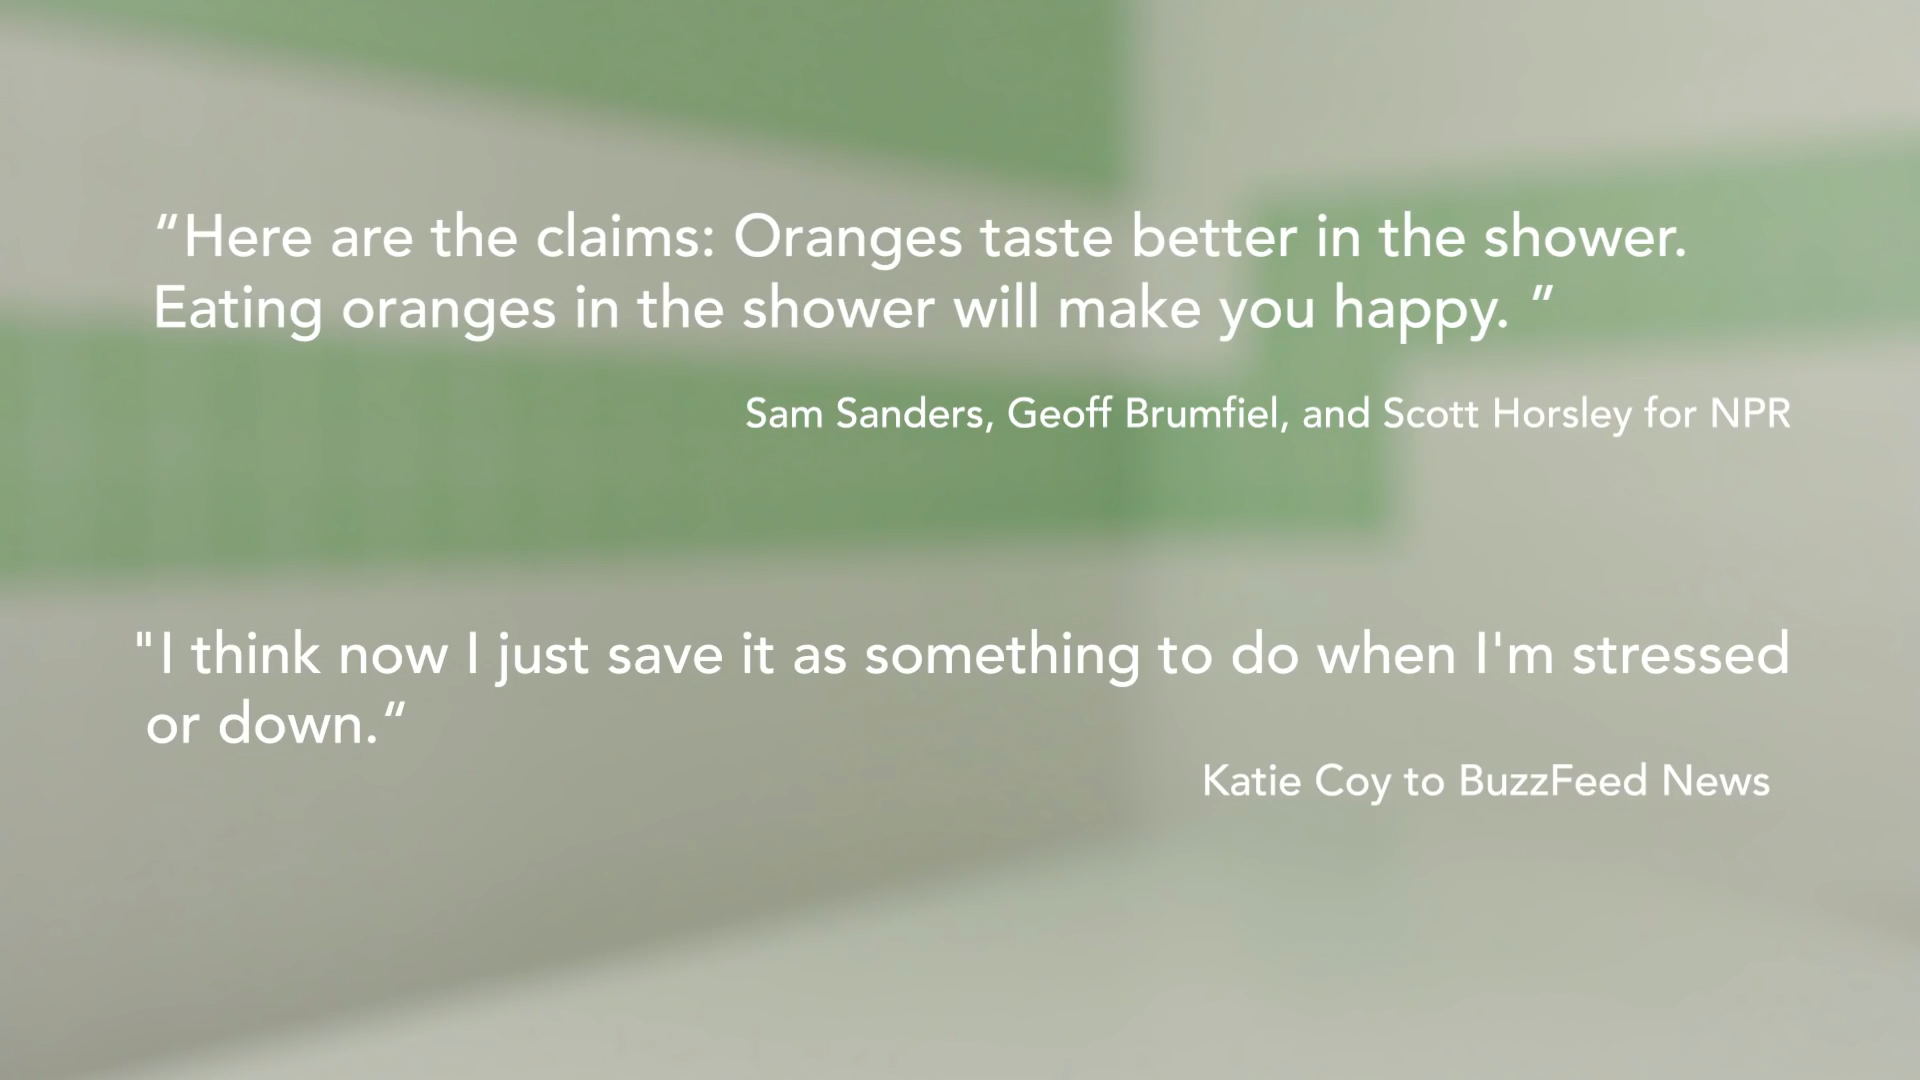 “Here are the claims: Oranges taste better in the shower.
Eating oranges in the shower will make you happy. ”
Sam Sanders, Geoff Brumfiel, and Scott Horsley for NPR
"I think now I just save it as something to do when I'm stressed
or down.“
Katie Coy to BuzzFeed News